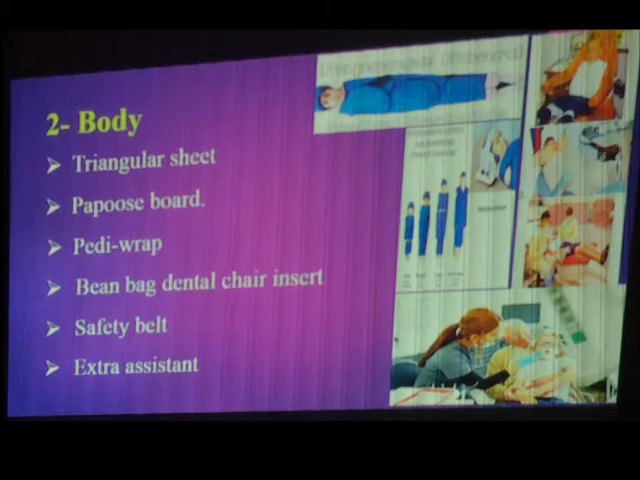 2- Body
➢ Triangular sheet
➢ Papoose board.
➢ Pedi-wrap
➢ Bean bag dental chair insert
➢ Safety belt
➢ Extra assistant